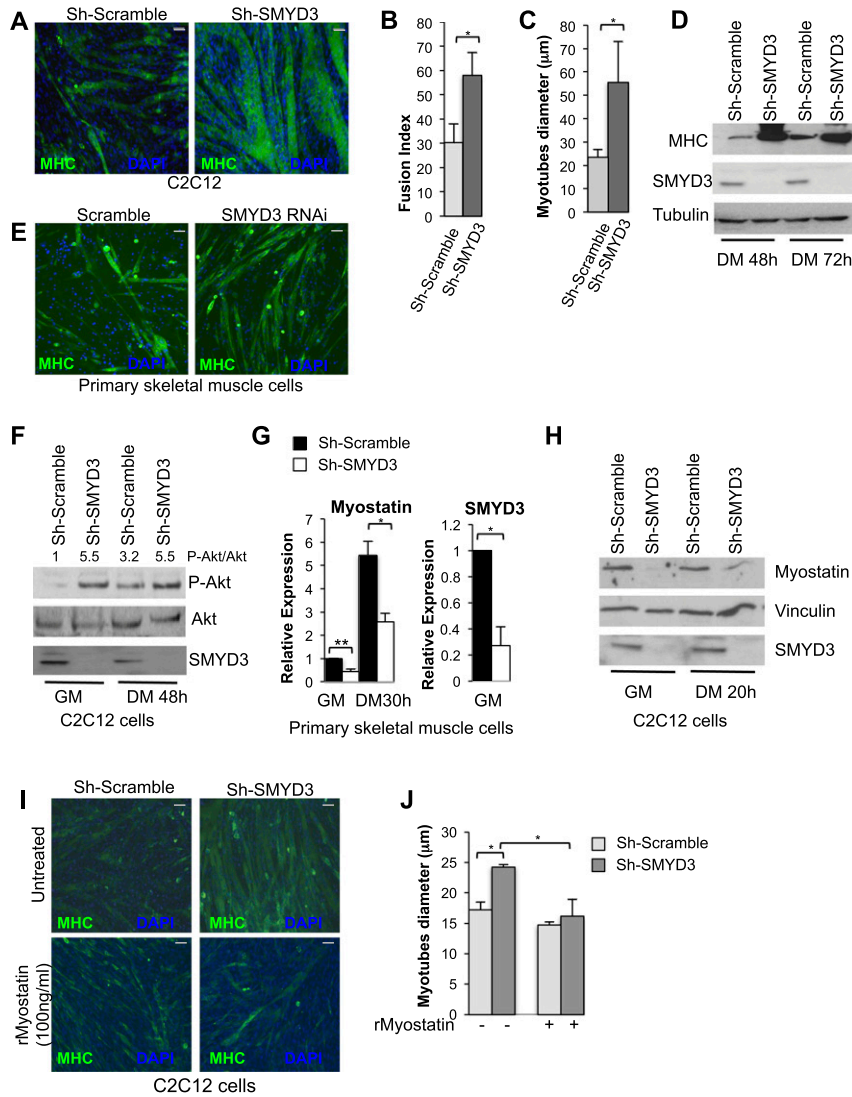 A
Sh-Scramble
Sh-SMYD3
MHC
DAPI
MHC
DAPI
C2C12
B
80
70
60
50
40
30
20
10
0
Fusion Index
*
Sh-Scramble
Sh-SMYD3
C
80
70
60
50
40
30
20
10
0
Myotubes diameter (μm)
*
Sh-Scramble
Sh-SMYD3
D
Sh-Scramble
Sh-SMYD3
Sh-Scramble
Sh-SMYD3
MHC
SMYD3
Tubulin
DM 48h
DM 72h
E
Scramble
SMYD3 RNAi
MHC
DAPI
MHC
DAPI
Primary skeletal muscle cells
F
Sh-Scramble
Sh-SMYD3
Sh-Scramble
Sh-SMYD3
1
5.5
3.2
5.5
P-Akt/Akt
P-Akt
Akt
SMYD3
GM
DM 48h
C2C12 cells
G
Sh-Scramble
Sh-SMYD3
Myostatin
7
6
5
4
3
2
1
0
Relative Expression
**
*
GM
DM30h
SMYD3
1.2
1
0.8
0.6
0.4
0.2
0
Relative Expression
*
GM
Primary skeletal muscle cells
H
Sh-Scramble
Sh-SMYD3
Sh-Scramble
Sh-SMYD3
Myostatin
Vinculin
SMYD3
GM
DM 20h
C2C12 cells
I
Sh-Scramble
Sh-SMYD3
Untreated
MHC
DAPI
MHC
DAPI
rMyostatin
(100ng/ml)
MHC
DAPI
MHC
DAPI
C2C12 cells
J
30
25
20
15
10
5
0
Myotubes diameter (μm)
*
*
Sh-Scramble
Sh-SMYD3
rMyostatin - - + +